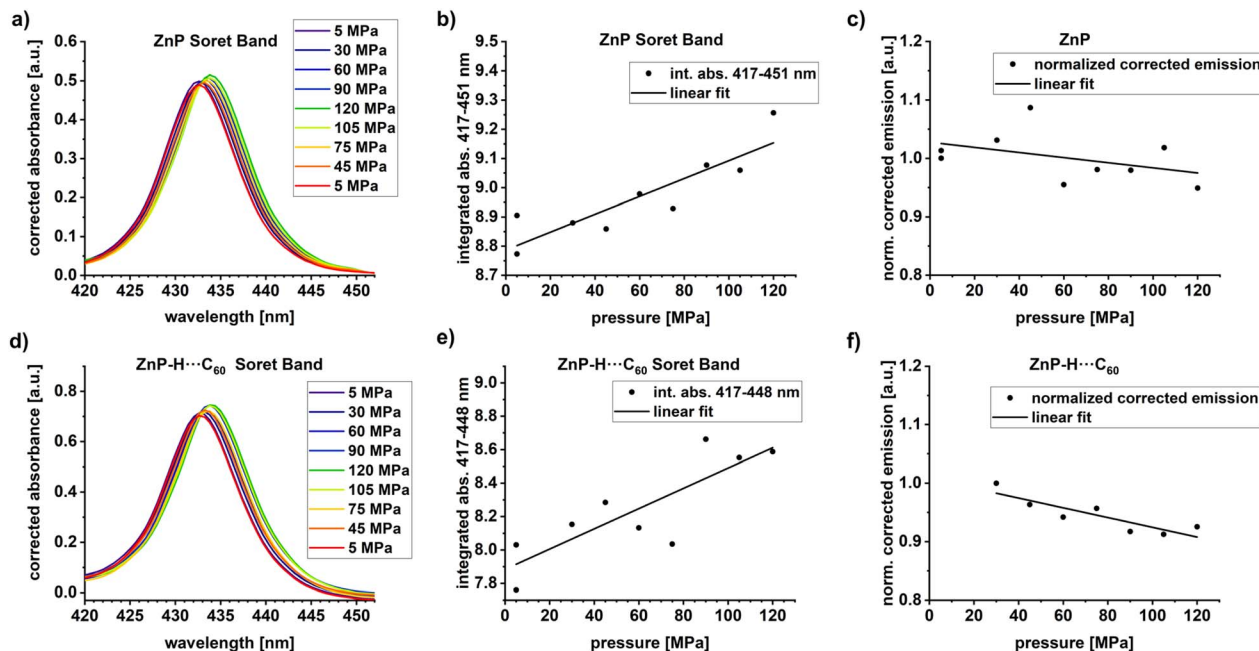 a)
ZnP Soret Band
corrected absorbance [a.u.]
0.6
0.5
0.4
0.3
0.2
0.1
0.0
420 425 430 435 440 445 450
wavelength [nm]
5 MPa
30 MPa
60 MPa
90 MPa
120 MPa
105 MPa
75 MPa
45 MPa
5 MPa
b)
ZnP Soret Band
integrated abs. 417-451 nm
9.5
9.4
9.3
9.2
9.1
9.0
8.9
8.8
8.7
0 20 40 60 80 100 120
pressure [MPa]
int. abs. 417-451 nm
linear fit
c)
ZnP
norm. corrected emission [a.u.]
1.2
1.1
1.0
0.9
0.8
0 20 40 60 80 100 120
pressure [MPa]
normalized corrected emission
linear fit
d)
ZnP-H···C60 Soret Band
corrected absorbance [a.u.]
0.8
0.6
0.4
0.2
0.0
420 425 430 435 440 445 450
wavelength [nm]
5 MPa
30 MPa
60 MPa
90 MPa
120 MPa
105 MPa
75 MPa
45 MPa
5 MPa
e)
ZnP-H···C60 Soret Band
integrated abs. 417-448 nm
9.0
8.8
8.6
8.4
8.2
8.0
7.8
0 20 40 60 80 100 120
pressure [MPa]
int. abs. 417-448 nm
linear fit
f)
ZnP-H···C60
norm. corrected emission [a.u.]
1.2
1.1
1.0
0.9
0.8
0 20 40 60 80 100 120
pressure [MPa]
normalized corrected emission
linear fit